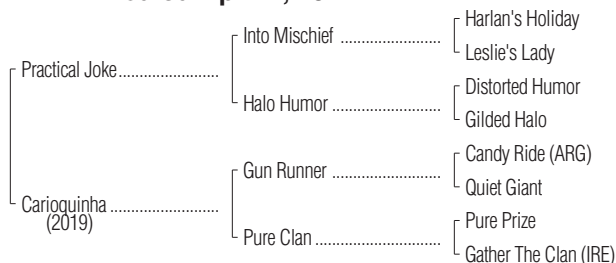 Harlan's Holiday
Into Mischief
Leslie's Lady
Practical Joke
Distorted Humor
Halo Humor
Gilded Halo
Candy Ride (ARG)
Gun Runner
Quiet Giant
Carioquinha
(2019)
Pure Prize
Pure Clan
Gather The Clan (IRE)